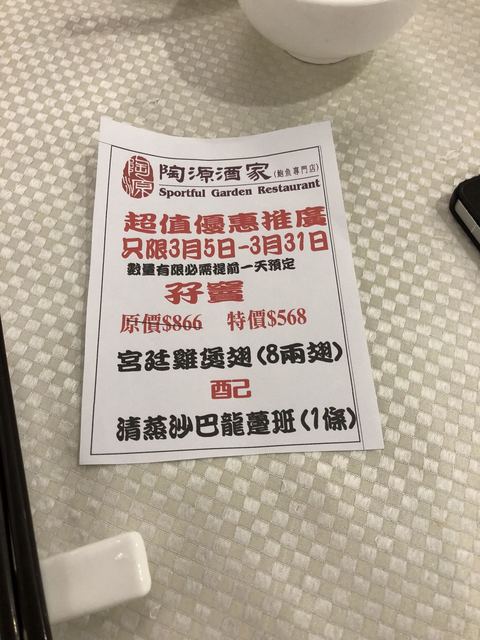 陶源
陶源酒家(鮑魚專門店)
Sportful Garden Restaurant
超值優惠推廣
只限3月5日-3月31日
數量有限必需提前一天預定
孖寶
原價$866 特價$568
宮廷雞煲翅(8兩翅)
配
清蒸沙巴龍躉班(1條)